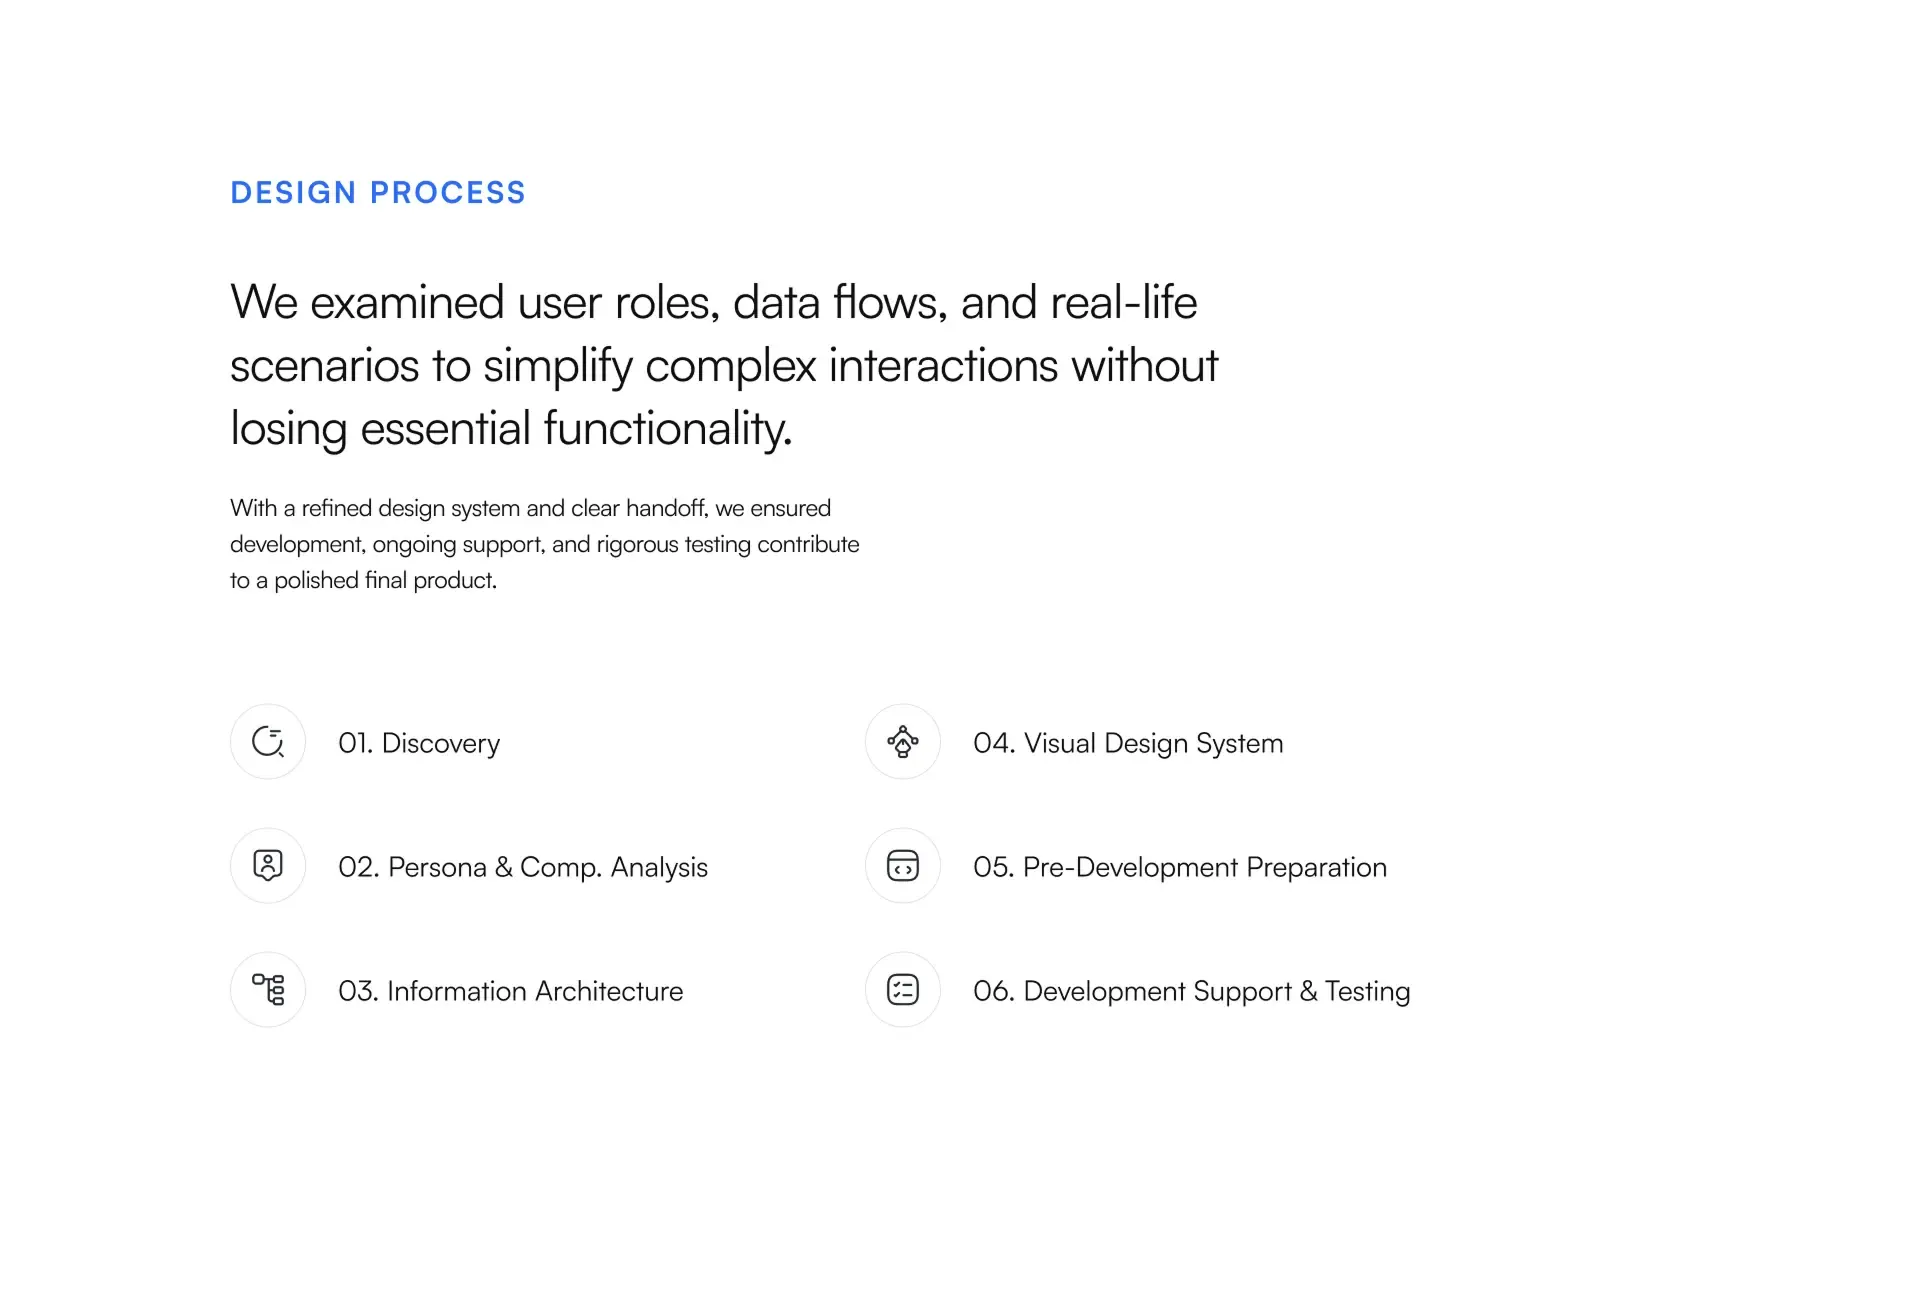 DESIGN PROCESS
We examined user roles, data flows, and real-life
scenarios to simplify complex interactions without
losing essential functionality.
With a refined design system and clear handoff, we ensured
development, ongoing support, and rigorous testing contribute
to a polished final product.
01. Discovery
02. Persona & Comp. Analysis
03. Information Architecture
04. Visual Design System
05. Pre-Development Preparation
06. Development Support & Testing